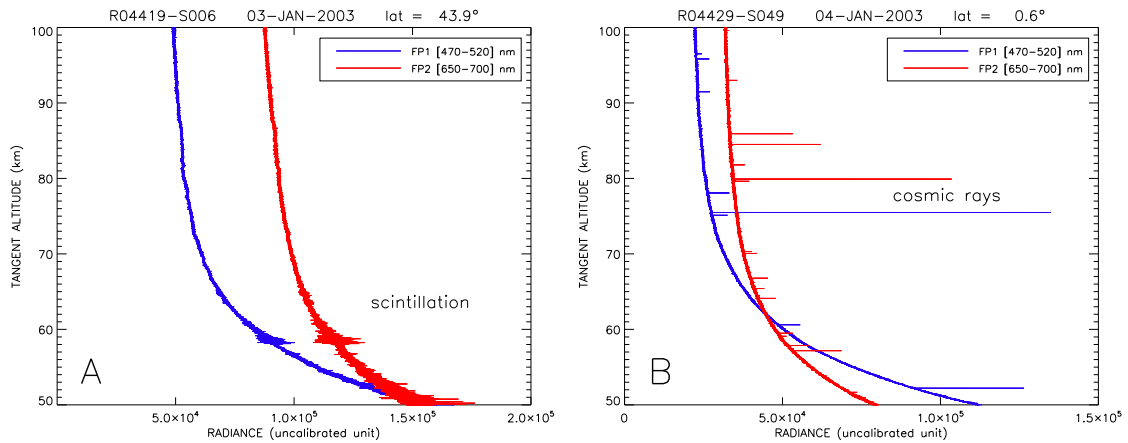 R04419-S006 03-JAN-2003 lat = 43.9°
FP1 [470-520] nm
FP2 [650-700] nm
scintillation
A
TANGENT ALTITUDE (km)
100
90
80
70
60
50
5.0×10⁴ 1.0×10⁵ 1.5×10⁵ 2.0×10⁵
RADIANCE (uncalibrated unit)
R04429-S049 04-JAN-2003 lat = 0.6°
FP1 [470-520] nm
FP2 [650-700] nm
cosmic rays
B
TANGENT ALTITUDE (km)
100
90
80
70
60
50
0 5.0×10⁴ 1.0×10⁵ 1.5×10⁵
RADIANCE (uncalibrated unit)